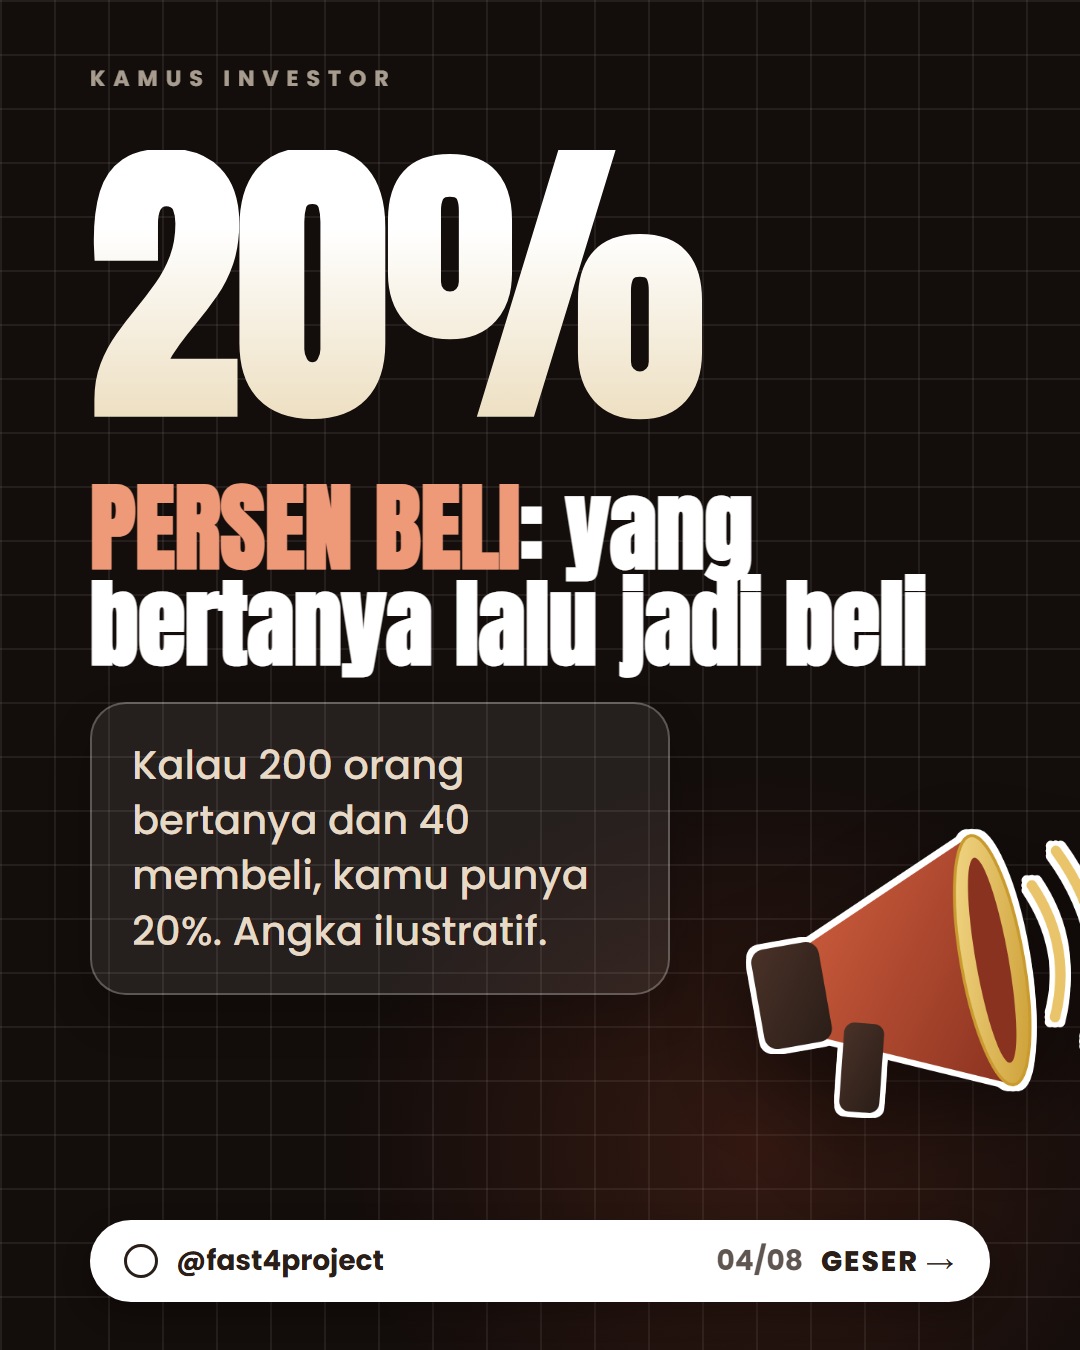 KAMUS INVESTOR
20%
PERSEN BELI: yang
bertanya lalu jadi beli
Kalau 200 orang
bertanya dan 40
membeli, kamu punya
20%. Angka ilustratif.
@fast4project
04/08 GESER →